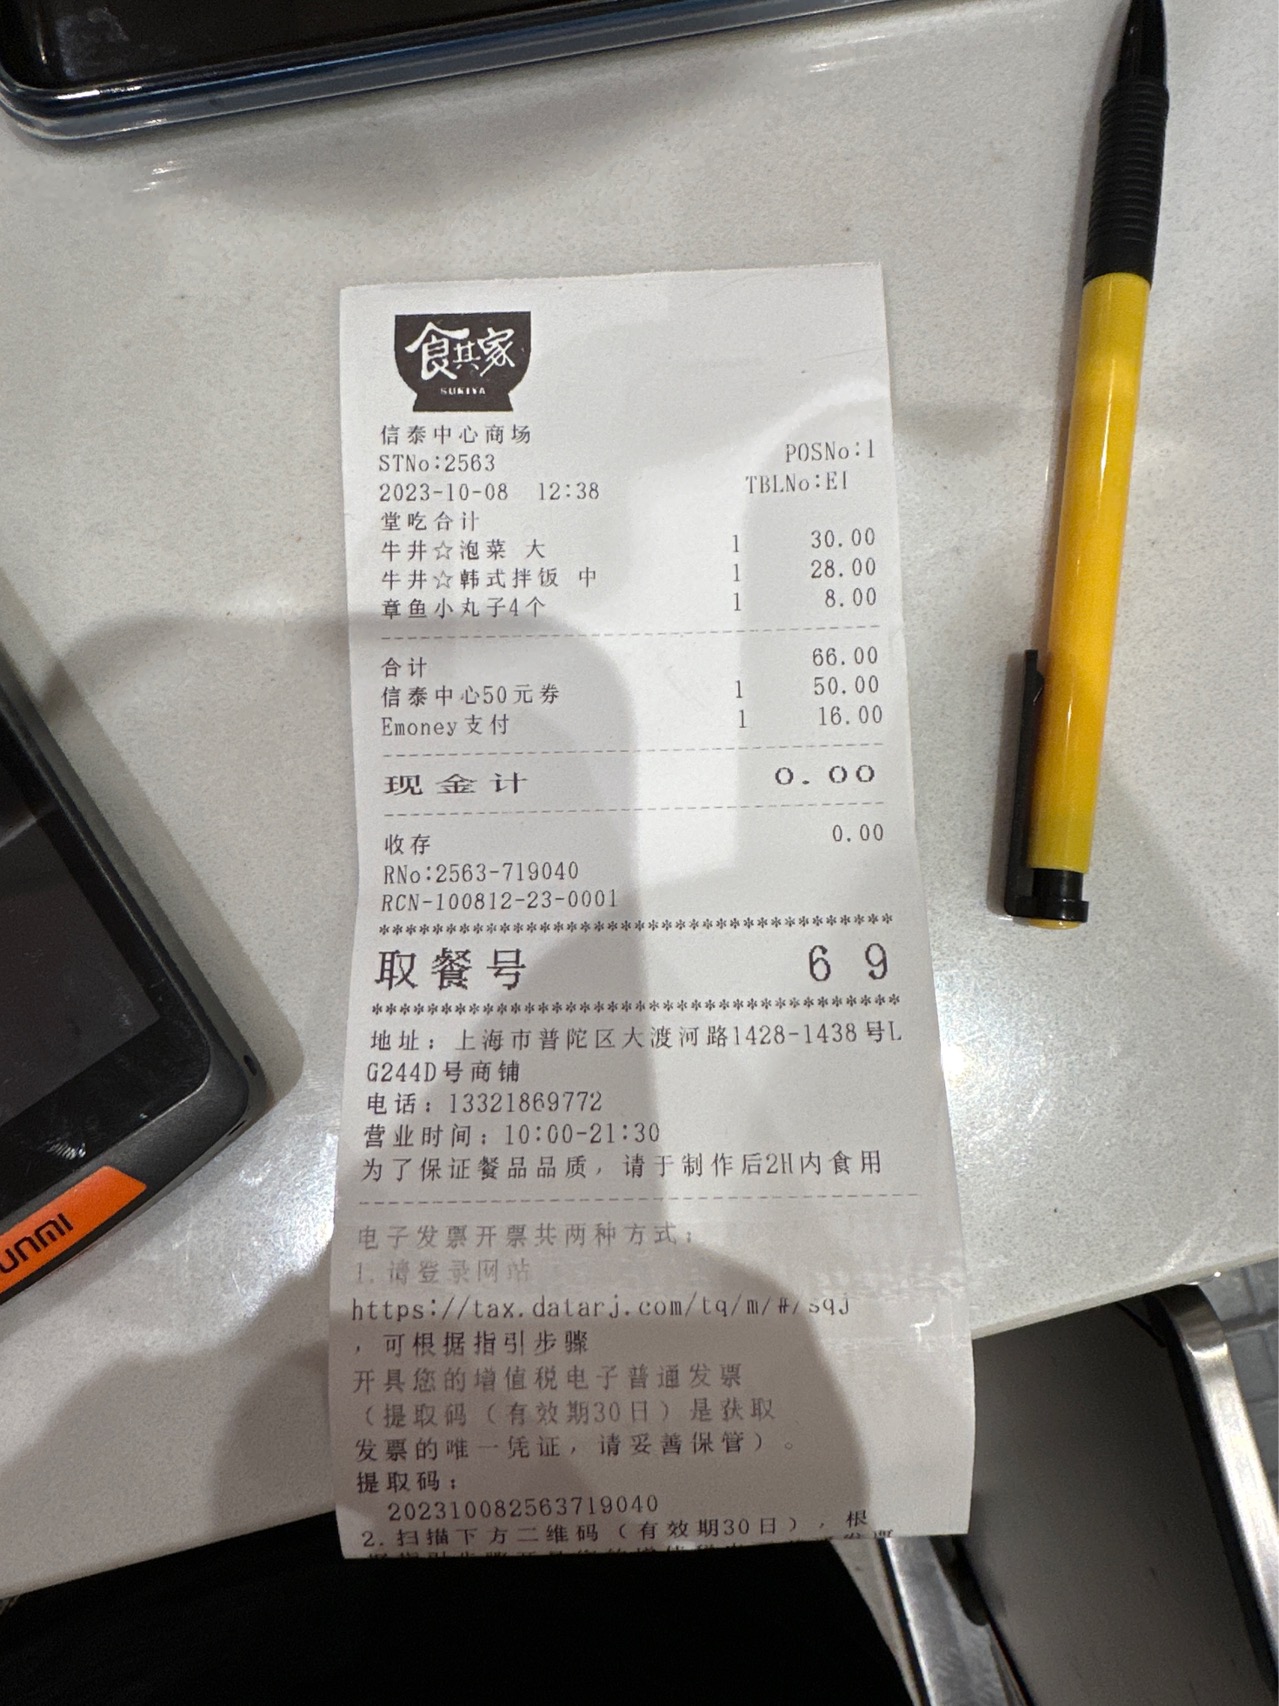 食其家
SUKIYA
信泰中心商场
STNo:2563 POSNo:1
2023-10-08 12:38 TBLNo:EI
堂吃合计
牛井☆泡菜 大 1 30.00
牛井☆韩式拌饭 中 1 28.00
章鱼小丸子4个 1 8.00
合计 66.00
信泰中心50元券 1 50.00
Emoney支付 1 16.00
现金计 0.00
收存 0.00
RNo:2563-719040
RCN-100812-23-0001
****************************************
取餐号 69
****************************************
地址：上海市普陀区大渡河路1428-1438号L
G244D号商铺
电话：13321869772
营业时间：10:00-21:30
为了保证餐品品质，请于制作后2H内食用
电子发票开票共两种方式：
1.请登录网站
https://tax.datarj.com/tq/m/#/sqj
，可根据指引步骤
开具您的增值税电子普通发票
（提取码（有效期30日）是获取
发票的唯一凭证，请妥善保管）。
提取码：
202310082563719040
2.扫描下方二维码（有效期30日），根
UNMI